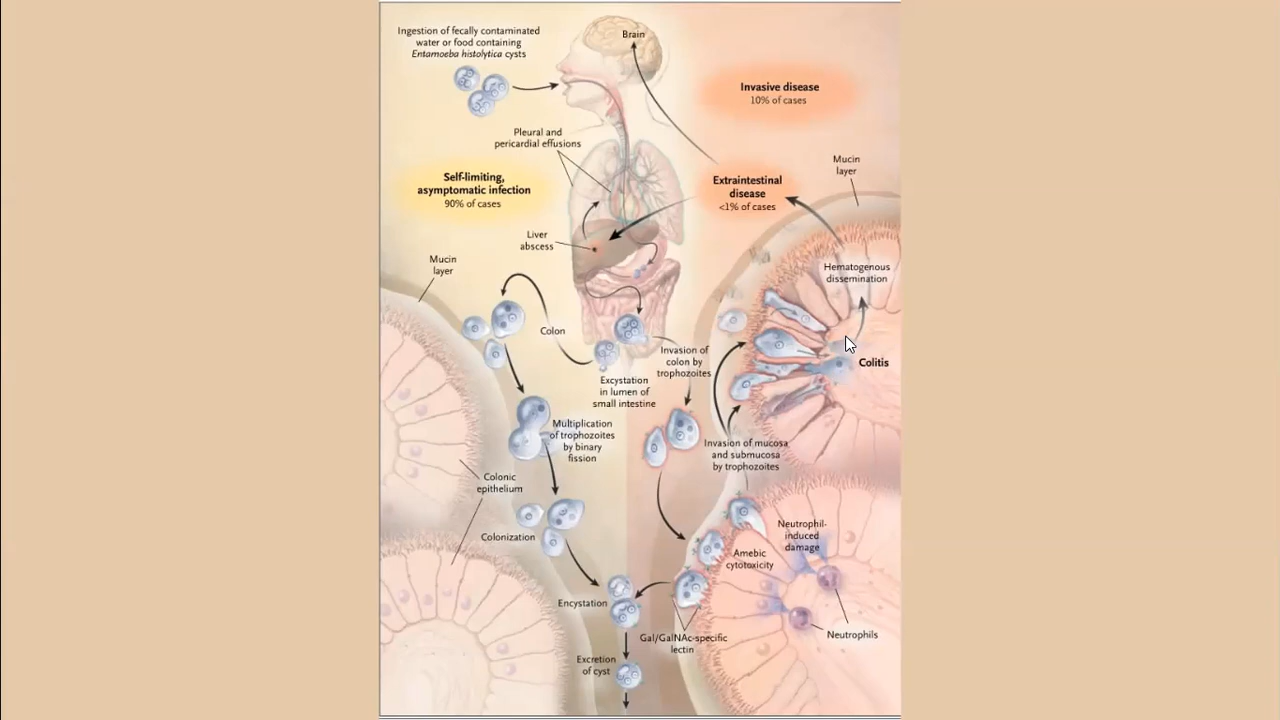 Ingestion of fecally contaminated
water or food containing
Entamoeba histolytica cysts
Brain
Invasive disease
10% of cases
Pleural and
pericardial effusions
Mucin
layer
Self-limiting,
asymptomatic infection
90% of cases
Extraintestinal
disease
<1% of cases
Liver
abscess
Mucin
layer
Hematogenous
dissemination
Colon
Invasion of
colon by
trophozoites
Colitis
Excystation
in lumen of
small intestine
Multiplication
of trophozoites
by binary
fission
Invasion of mucosa
and submucosa
by trophozoites
Colonic
epithelium
Neutrophil-
induced
damage
Colonization
Amebic
cytotoxicity
Encystation
Gal/GalNAc-specific
lectin
Neutrophils
Excretion
of cyst